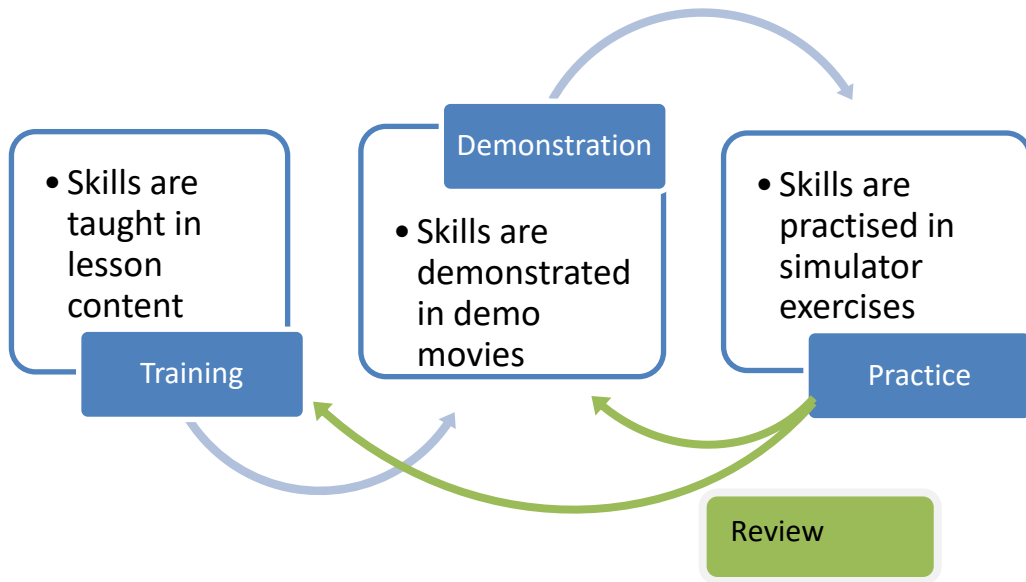 • Skills are
taught in
lesson
content
Training
Demonstration
• Skills are
demonstrated
in demo
movies
• Skills are
practised in
simulator
exercises
Practice
Review